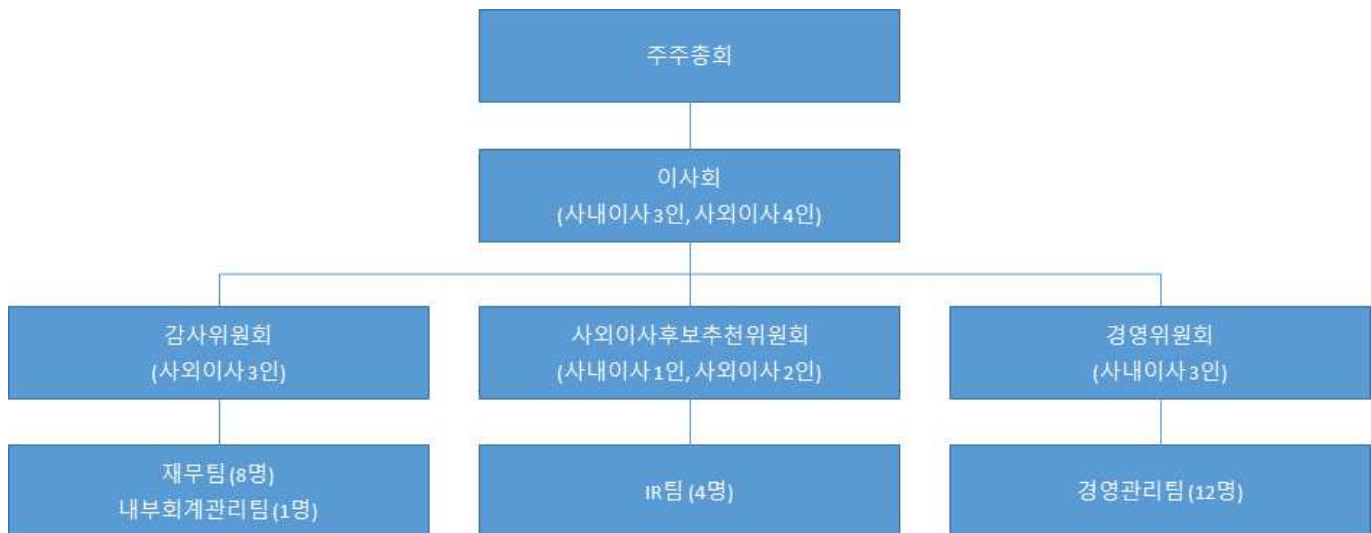 주주총회
이사회
(사내이사 3인, 사외이사 4인)
감사위원회
(사외이사 3인)
사외이사후보추천위원회
(사내이사 1인, 사외이사 2인)
경영위원회
(사내이사 3인)
재무팀 (8명)
내부회계관리팀 (1명)
IR팀 (4명)
경영관리팀 (12명)